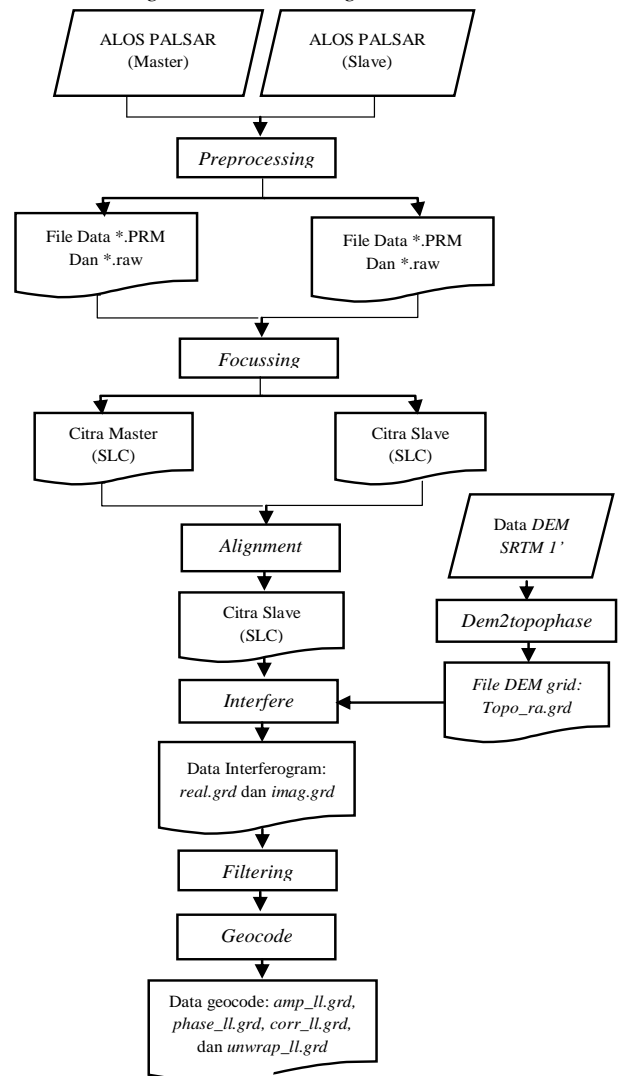 ALOS PALSAR
(Master)
ALOS PALSAR
(Slave)
Preprocessing
File Data *.PRM
Dan *.raw
File Data *.PRM
Dan *.raw
Focussing
Citra Master
(SLC)
Citra Slave
(SLC)
Alignment
Data DEM
SRTM 1’
Citra Slave
(SLC)
Dem2topophase
Interfere
File DEM grid:
Topo_ra.grd
Data Interferogram:
real.grd dan imag.grd
Filtering
Geocode
Data geocode: amp_ll.grd,
phase_ll.grd, corr_ll.grd,
dan unwrap_ll.grd